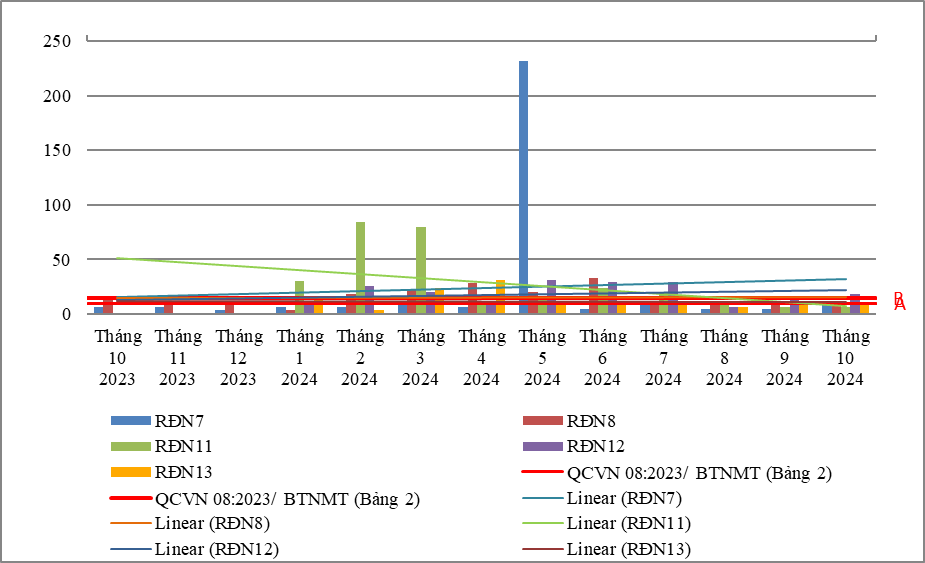 250
200
150
100
50
0
B
A
Tháng Tháng Tháng Tháng Tháng Tháng Tháng Tháng Tháng Tháng Tháng Tháng Tháng
10 11 12 1 2 3 4 5 6 7 8 9 10
2023 2023 2023 2024 2024 2024 2024 2024 2024 2024 2024 2024 2024
RĐN7 RĐN8
RĐN11 RĐN12
RĐN13 QCVN 08:2023/ BTNMT (Bảng 2)
QCVN 08:2023/ BTNMT (Bảng 2) Linear (RĐN7)
Linear (RĐN8) Linear (RĐN11)
Linear (RĐN12) Linear (RĐN13)